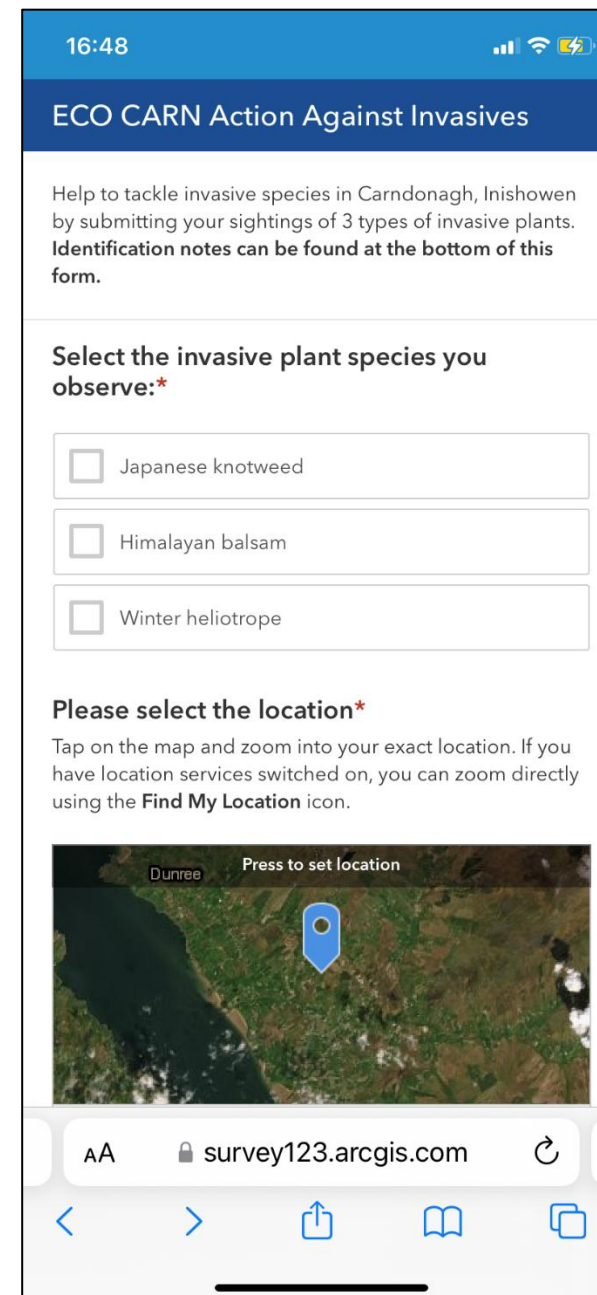 16:48
ECO CARN Action Against Invasives
Help to tackle invasive species in Carndonagh, Inishowen
by submitting your sightings of 3 types of invasive plants.
Identification notes can be found at the bottom of this
form.
Select the invasive plant species you
observe:*
Japanese knotweed
Himalayan balsam
Winter heliotrope
Please select the location*
Tap on the map and zoom into your exact location. If you
have location services switched on, you can zoom directly
using the Find My Location icon.
Press to set location
Dunree
AA survey123.arcgis.com